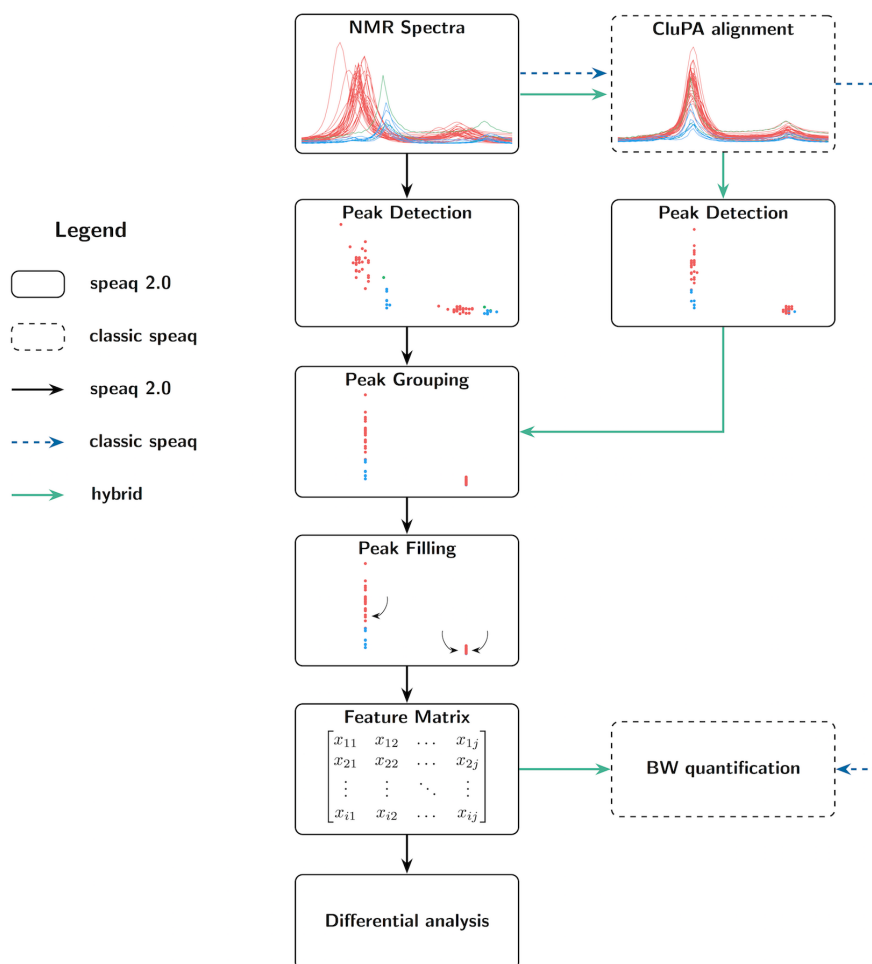 NMR Spectra
CluPA alignment
Peak Detection
Peak Detection
Legend
speaq 2.0
classic speaq
speaq 2.0
classic speaq
hybrid
Peak Grouping
Peak Filling
Feature Matrix
x11 x12 ... x1j
x21 x22 ... x2j
⋮ ⋮ ⋱ ⋮
xi1 xi2 ... xij
BW quantification
Differential analysis